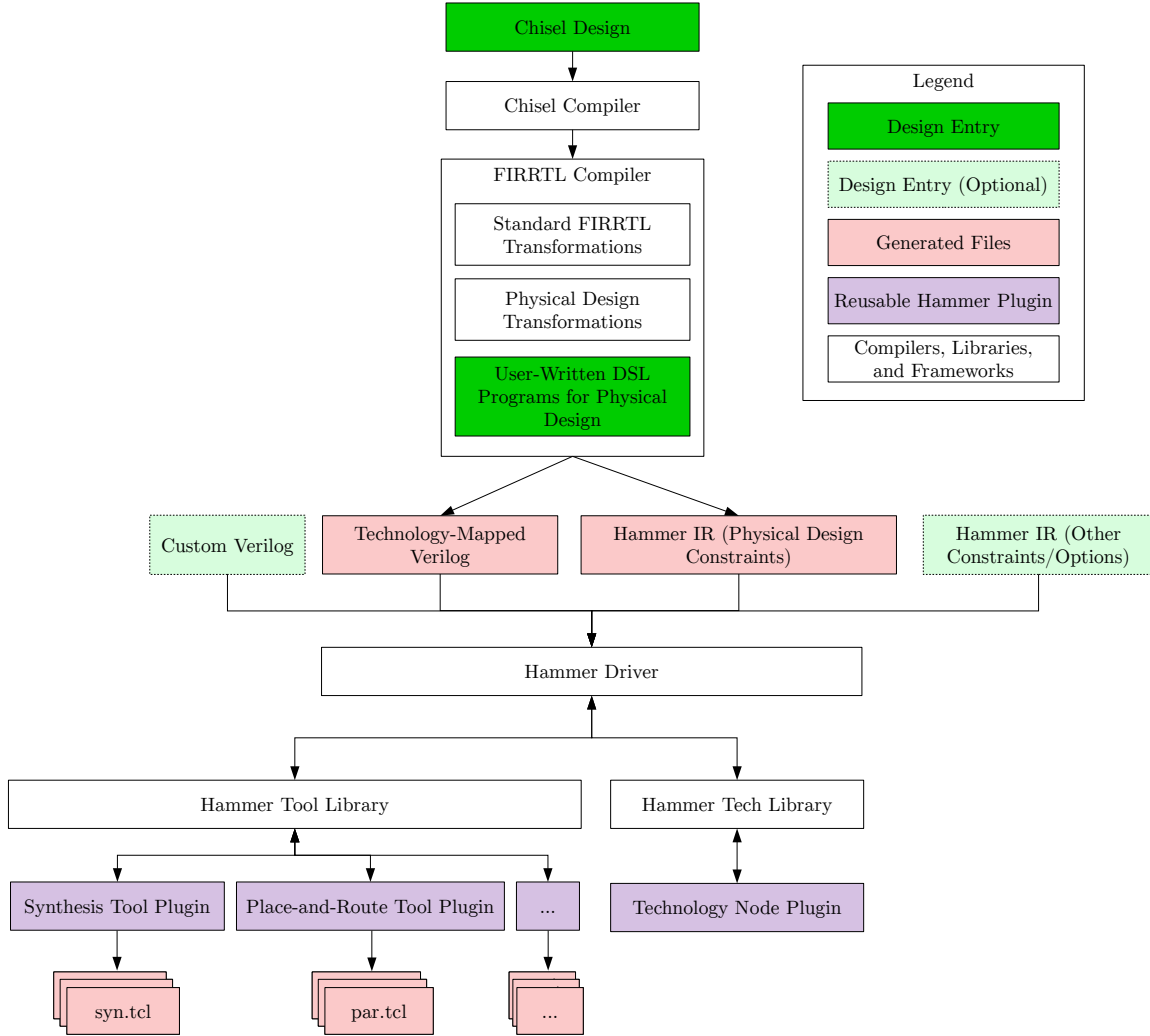 Chisel Design
Chisel Compiler
FIRRTL Compiler
Standard FIRRTL
Transformations
Physical Design
Transformations
User-Written DSL
Programs for Physical
Design
Legend
Design Entry
Design Entry (Optional)
Generated Files
Reusable Hammer Plugin
Compilers, Libraries,
and Frameworks
Custom Verilog
Technology-Mapped
Verilog
Hammer IR (Physical Design
Constraints)
Hammer IR (Other
Constraints/Options)
Hammer Driver
Hammer Tool Library
Hammer Tech Library
Synthesis Tool Plugin
Place-and-Route Tool Plugin
...
Technology Node Plugin
syn.tcl
par.tcl
...